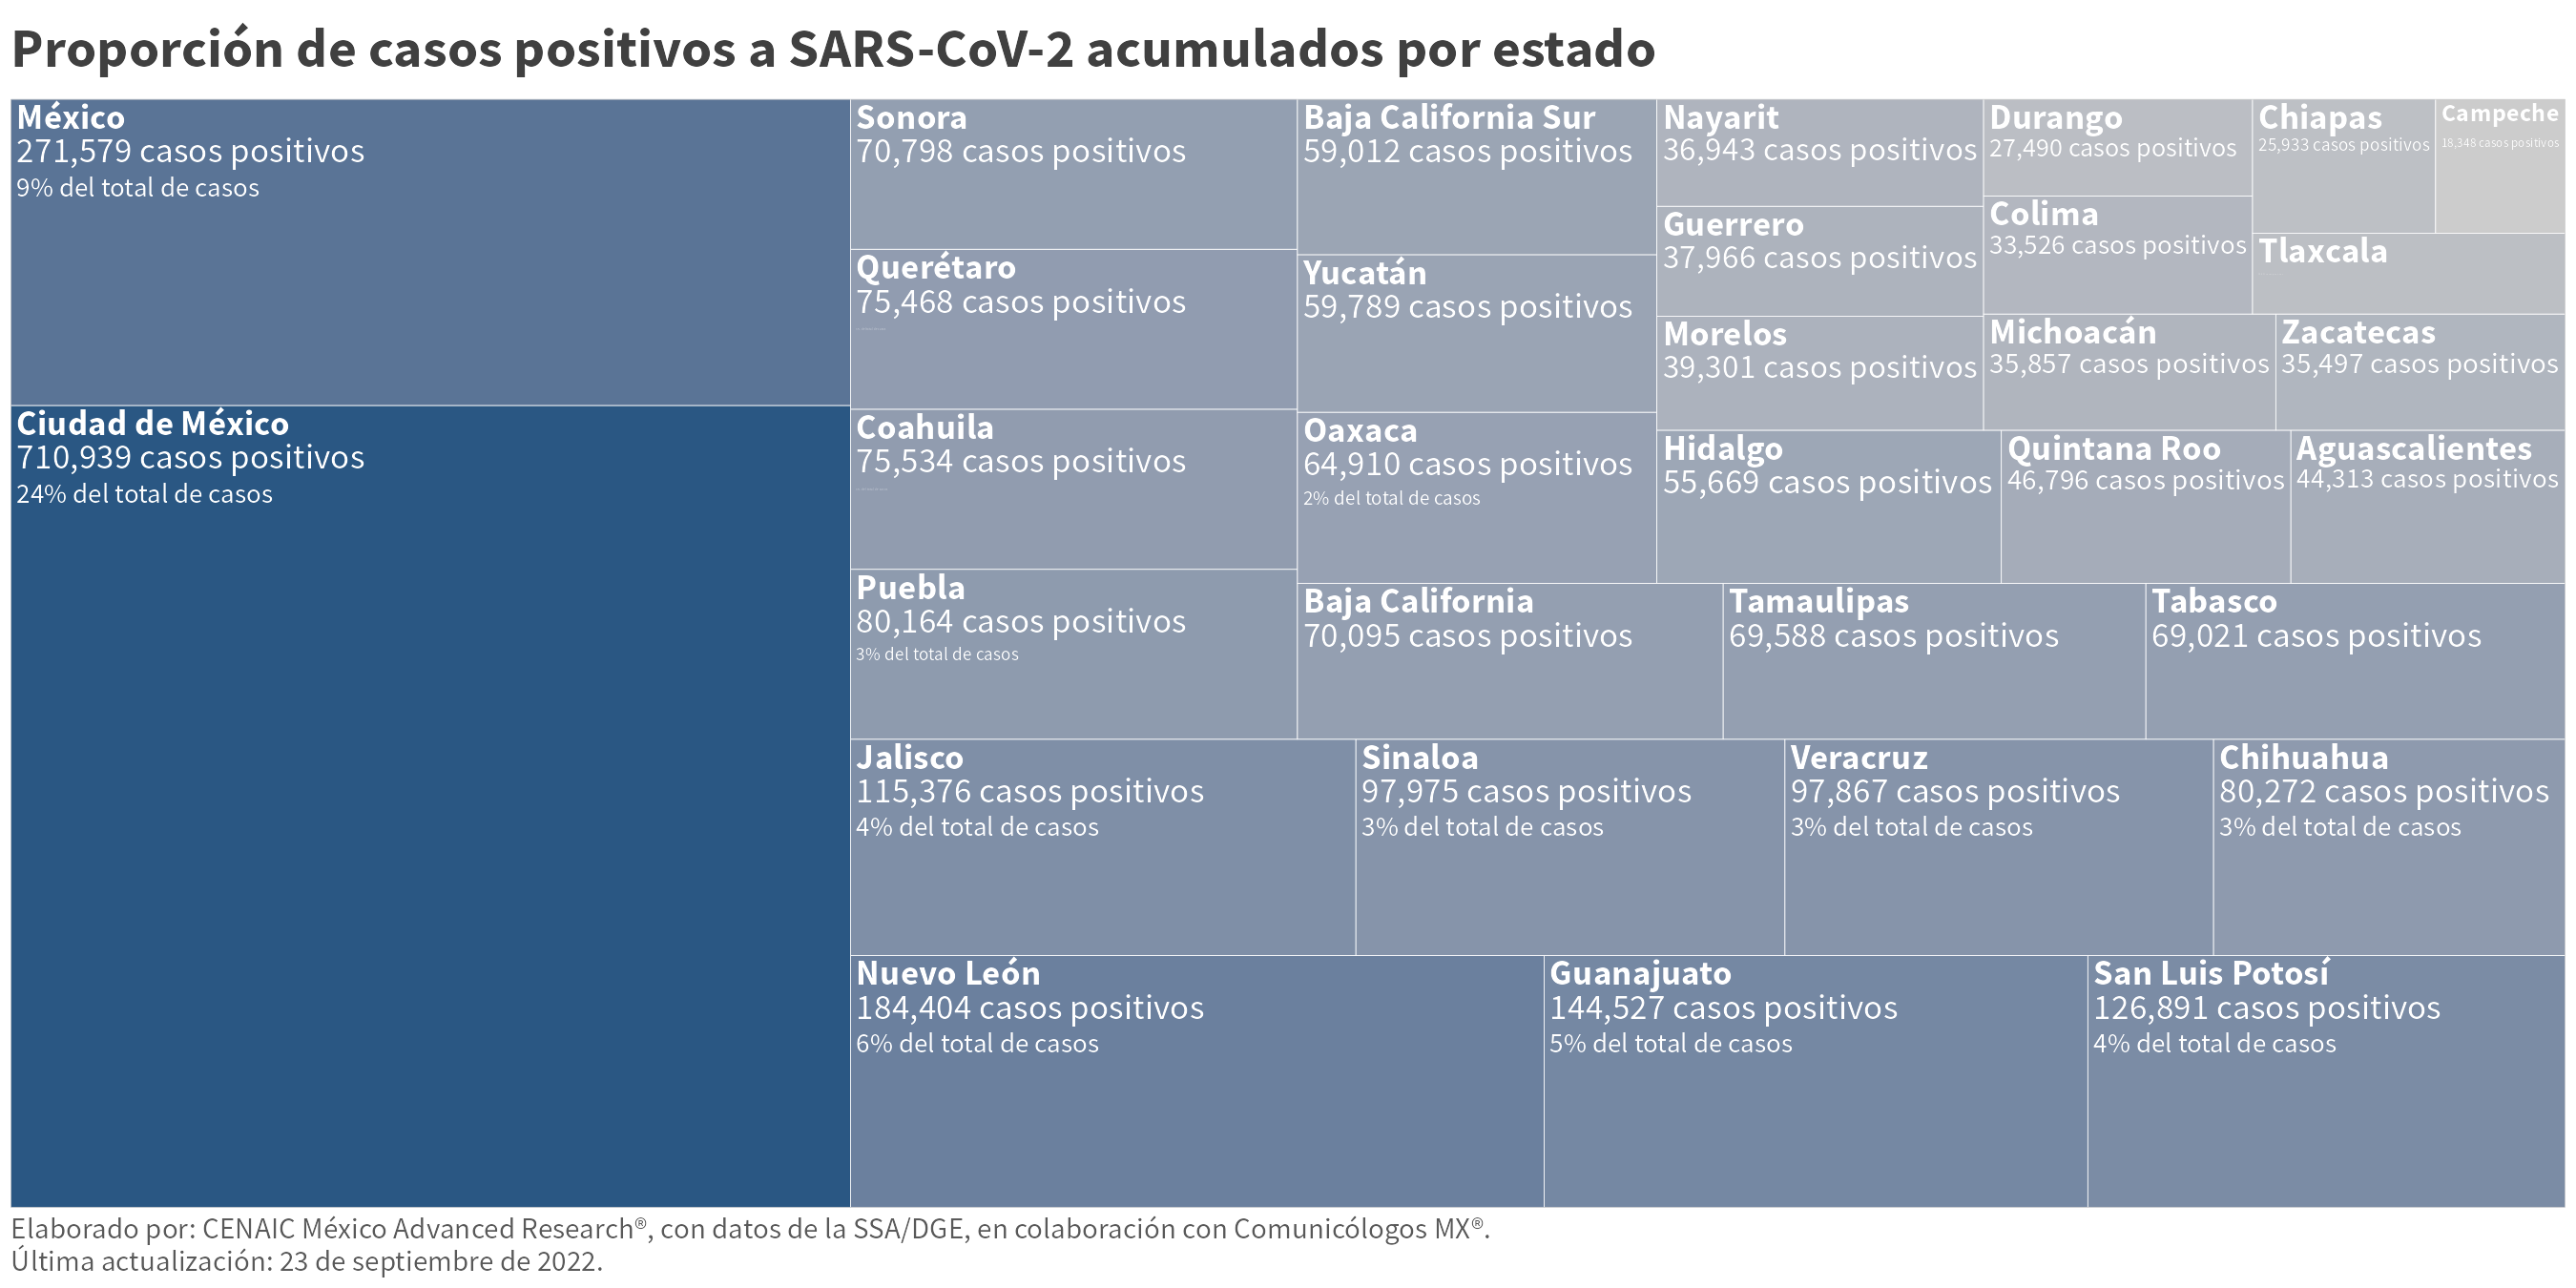 Proporción de casos positivos a SARS-CoV-2 acumulados por estado
México
271,579 casos positivos
9% del total de casos
Ciudad de México
710,939 casos positivos
24% del total de casos
Sonora
70,798 casos positivos
Querétaro
75,468 casos positivos
Coahuila
75,534 casos positivos
Puebla
80,164 casos positivos
3% del total de casos
Baja California Sur
59,012 casos positivos
Yucatán
59,789 casos positivos
Oaxaca
64,910 casos positivos
2% del total de casos
Nayarit
36,943 casos positivos
Guerrero
37,966 casos positivos
Morelos
39,301 casos positivos
Durango
27,490 casos positivos
Colima
33,526 casos positivos
Chiapas
25,933 casos positivos
Campeche
18,348 casos positivos
Tlaxcala
Michoacán
35,857 casos positivos
Zacatecas
35,497 casos positivos
Hidalgo
55,669 casos positivos
Quintana Roo
46,796 casos positivos
Aguascalientes
44,313 casos positivos
Baja California
70,095 casos positivos
Tamaulipas
69,588 casos positivos
Tabasco
69,021 casos positivos
Jalisco
115,376 casos positivos
4% del total de casos
Sinaloa
97,975 casos positivos
3% del total de casos
Veracruz
97,867 casos positivos
3% del total de casos
Chihuahua
80,272 casos positivos
3% del total de casos
Nuevo León
184,404 casos positivos
6% del total de casos
Guanajuato
144,527 casos positivos
5% del total de casos
San Luis Potosí
126,891 casos positivos
4% del total de casos
Elaborado por: CENAIC México Advanced Research®, con datos de la SSA/DGE, en colaboración con Comunicólogos MX®.
Última actualización: 23 de septiembre de 2022.